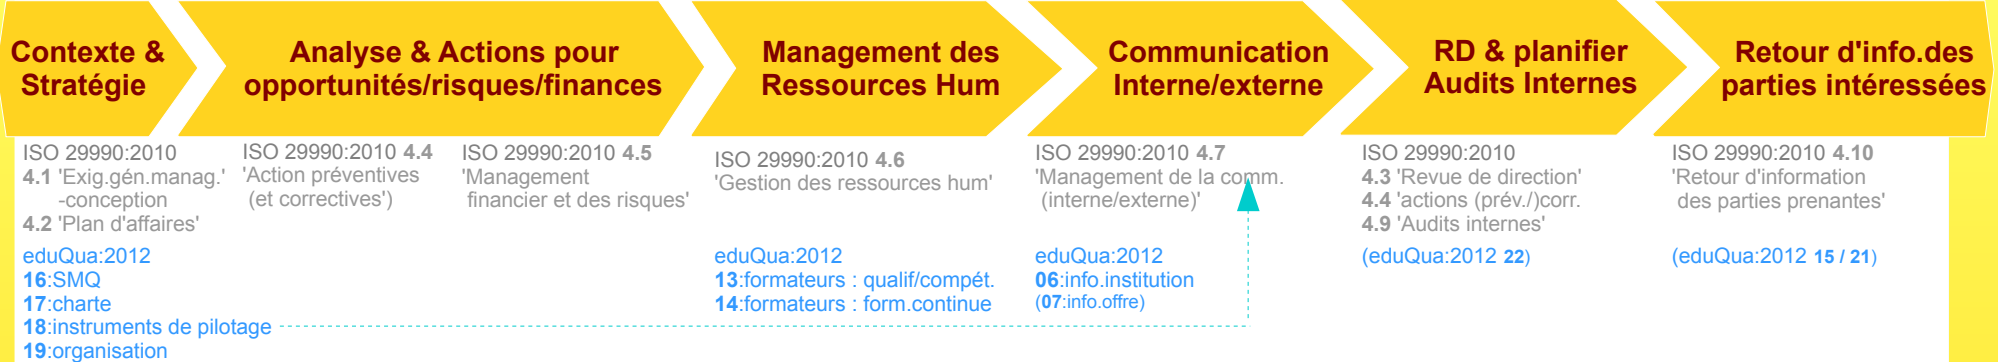 Contexte &
Stratégie
Analyse & Actions pour
opportunités/risques/finances
Management des
Ressources Hum
Communication
Interne/externe
RD & planifier
Audits Internes
Retour d'info.des
parties intéressées
ISO 29990:2010
4.1 'Exig.gén.manag.'
-conception
4.2 'Plan d'affaires'
eduQua:2012
16:SMQ
17:charte
18:instruments de pilotage
19:organisation
ISO 29990:2010 4.4
'Action préventives
(et correctives')
ISO 29990:2010 4.5
'Management
financier et des risques'
ISO 29990:2010 4.6
'Gestion des ressources hum'
eduQua:2012
13:formateurs : qualif/compét.
14:formateurs : form.continue
ISO 29990:2010 4.7
'Management de la comm.
(interne/externe)'
eduQua:2012
06:info.institution
(07:info.offre)
ISO 29990:2010
4.3 'Revue de direction'
4.4 'actions (prév./)corr.
4.9 'Audits internes'
(eduQua:2012 22)
ISO 29990:2010 4.10
'Retour d'information
des parties prenantes'
(eduQua:2012 15 / 21)